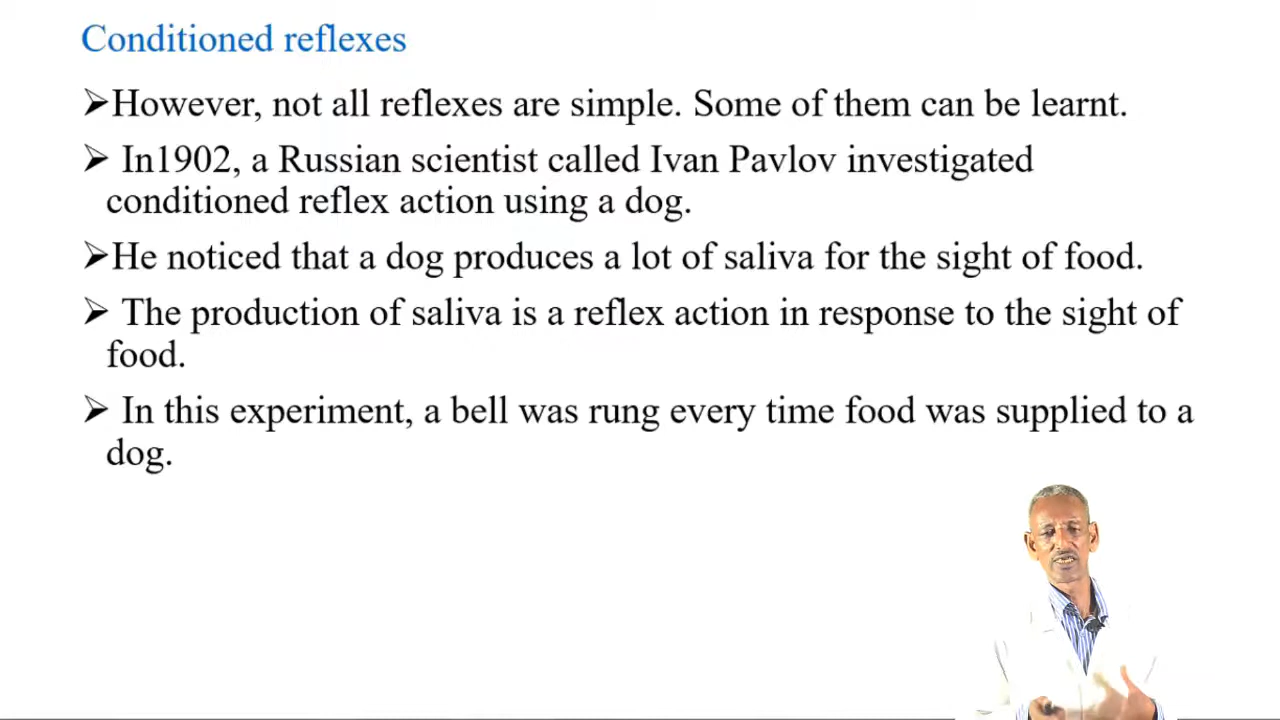 Conditioned reflexes
➢However, not all reflexes are simple. Some of them can be learnt.
➢ In1902, a Russian scientist called Ivan Pavlov investigated
conditioned reflex action using a dog.
➢He noticed that a dog produces a lot of saliva for the sight of food.
➢ The production of saliva is a reflex action in response to the sight of
food.
➢ In this experiment, a bell was rung every time food was supplied to a
dog.